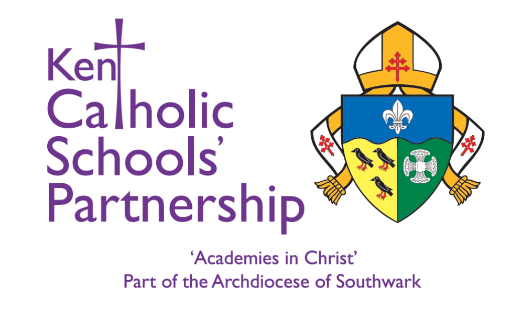 Kent
Catholic
Schools'
Partnership
'Academies in Christ'
Part of the Archdiocese of Southwark